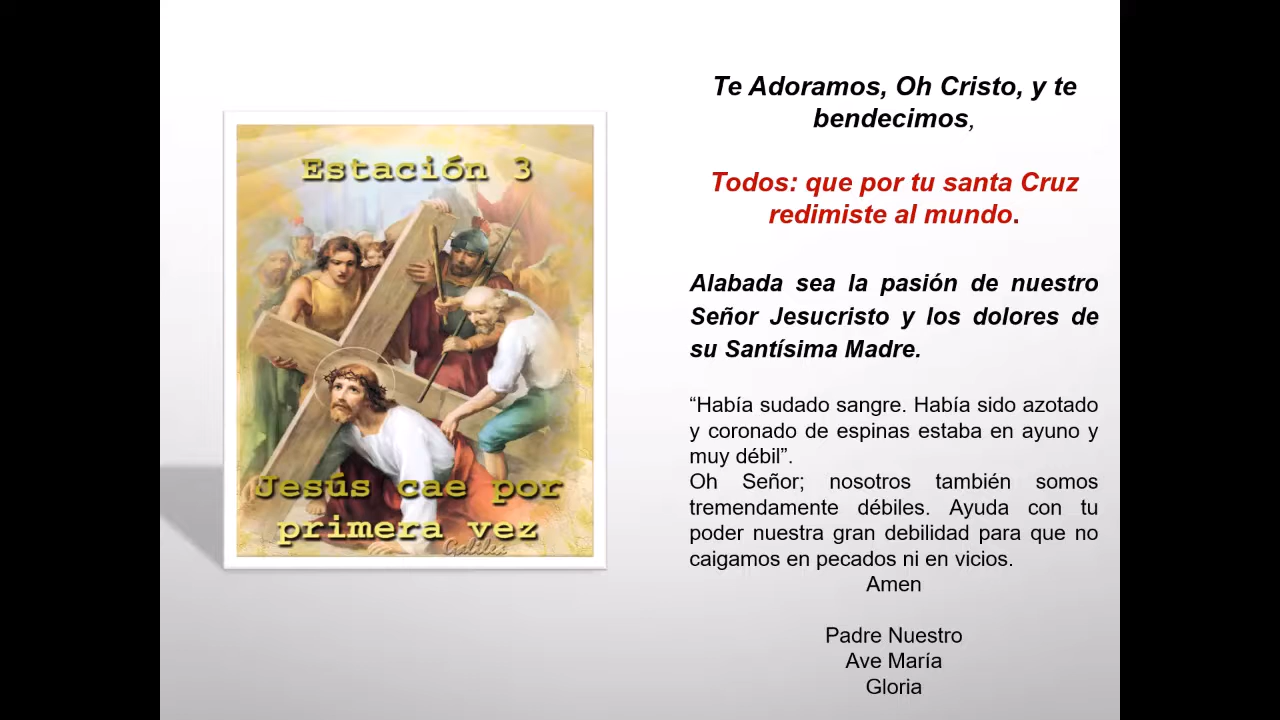 Estación 3
Jesús cae por
primera vez
Galilea
Te Adoramos, Oh Cristo, y te
bendecimos,
Todos: que por tu santa Cruz
redimiste al mundo.
Alabada sea la pasión de nuestro
Señor Jesucristo y los dolores de
su Santísima Madre.
“Había sudado sangre. Había sido azotado
y coronado de espinas estaba en ayuno y
muy débil”.
Oh Señor; nosotros también somos
tremendamente débiles. Ayuda con tu
poder nuestra gran debilidad para que no
caigamos en pecados ni en vicios.
Amen
Padre Nuestro
Ave María
Gloria